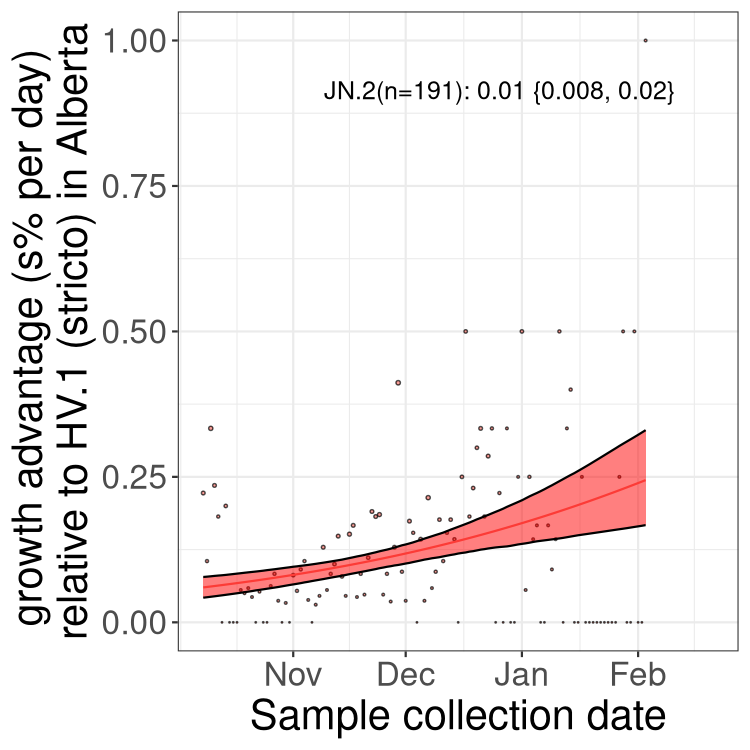 growth advantage (s% per day)
relative to HV.1 (stricto) in Alberta
1.00
0.75
0.50
0.25
0.00
JN.2(n=191): 0.01 {0.008, 0.02}
Nov
Dec
Jan
Feb
Sample collection date